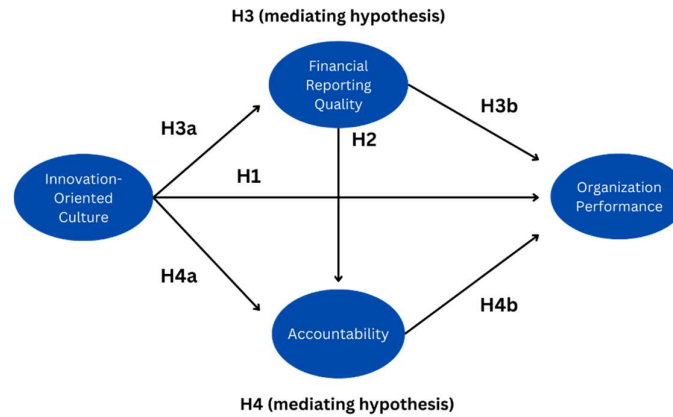 H3 (mediating hypothesis)
Financial
Reporting
Quality
H3a
H3b
H2
Innovation-
Oriented
Culture
H1
Organization
Performance
H4a
Accountability
H4b
H4 (mediating hypothesis)